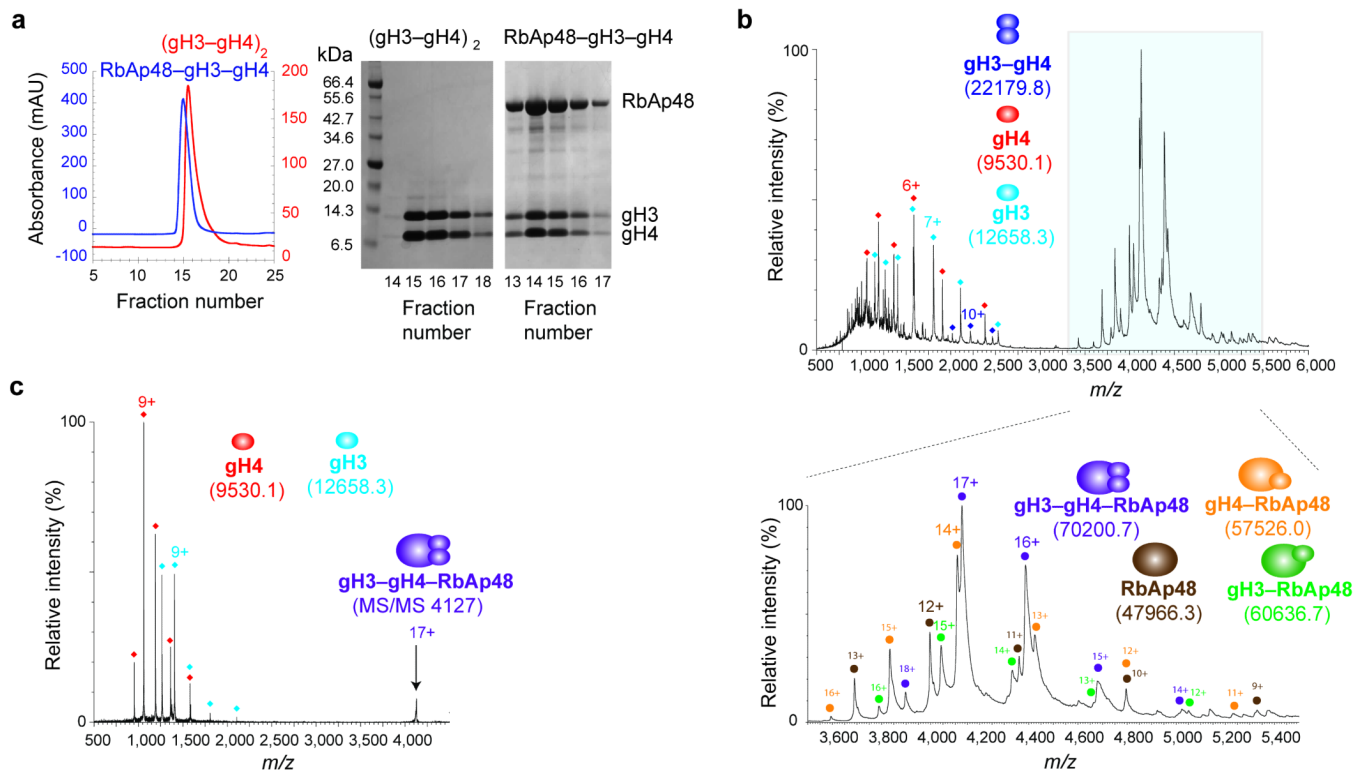 a
(gH3–gH4)2
RbAp48–gH3–gH4
500
400
300
200
100
0
-100
200
150
100
50
0
Absorbance (mAU)
5 10 15 20 25
Fraction number
kDa
66.4
55.6
42.7
34.6
27.0
20.0
14.3
6.5
(gH3–gH4) 2
RbAp48–gH3–gH4
RbAp48
gH3
gH4
14 15 16 17 18
Fraction
number
13 14 15 16 17
Fraction
number
b
100
Relative intensity (%)
0
gH3–gH4
(22179.8)
gH4
(9530.1)
gH3
(12658.3)
6+
7+
10+
500 1,000 1,500 2,000 2,500 3,000 3,500 4,000 4,500 5,000 5,500 6,000
m/z
100
Relative intensity (%)
0
17+
14+
16+
12+
15+
13+
15+
18+
16+
16+
14+
11+
13+
15+
13+
12+
10+
14+
12+
11+
9+
gH3–gH4–RbAp48
(70200.7)
gH4–RbAp48
(57526.0)
RbAp48
(47966.3)
gH3–RbAp48
(60636.7)
3,600 3,800 4,000 4,200 4,400 4,600 4,800 5,000 5,200 5,400
m/z
c
100
Relative intensity (%)
0
9+
9+
gH4
(9530.1)
gH3
(12658.3)
gH3–gH4–RbAp48
(MS/MS 4127)
17+
500 1,000 1,500 2,000 2,500 3,000 3,500 4,000
m/z